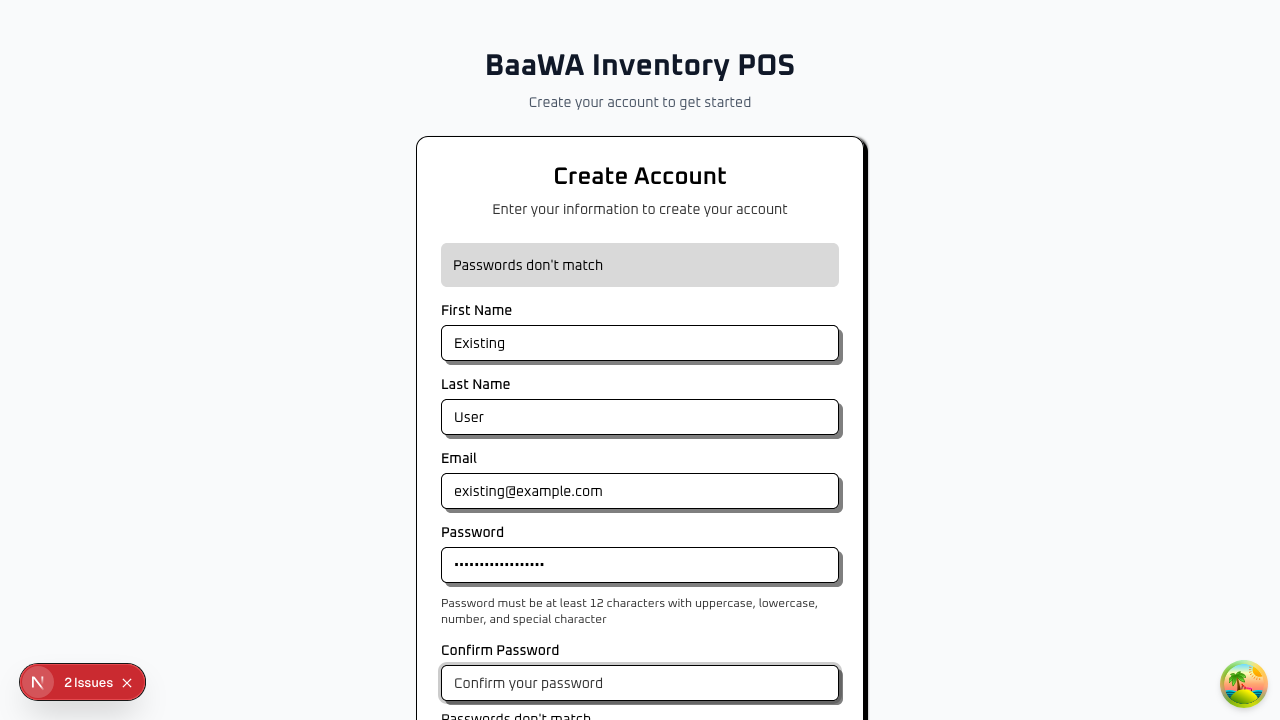 BaaWA Inventory POS
Create your account to get started
Create Account
Enter your information to create your account
Passwords don't match
First Name
Existing
Last Name
User
Email
existing@example.com
Password
••••••••••••••••••
Password must be at least 12 characters with uppercase, lowercase,
number, and special character
Confirm Password
Confirm your password
Passwords don't match
N 2 Issues